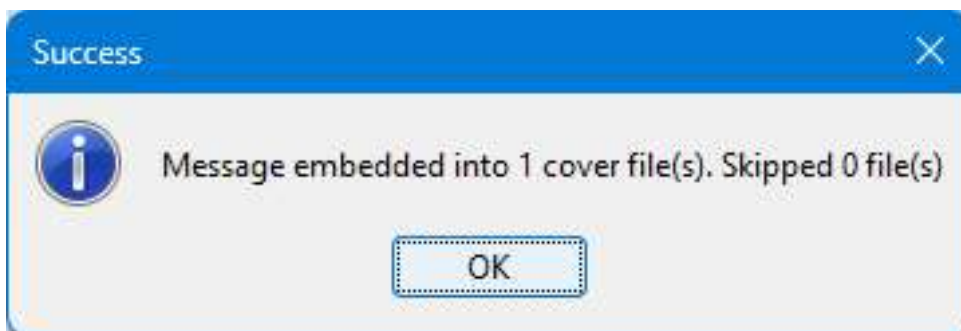 Success
Message embedded into 1 cover file(s). Skipped 0 file(s)
OK